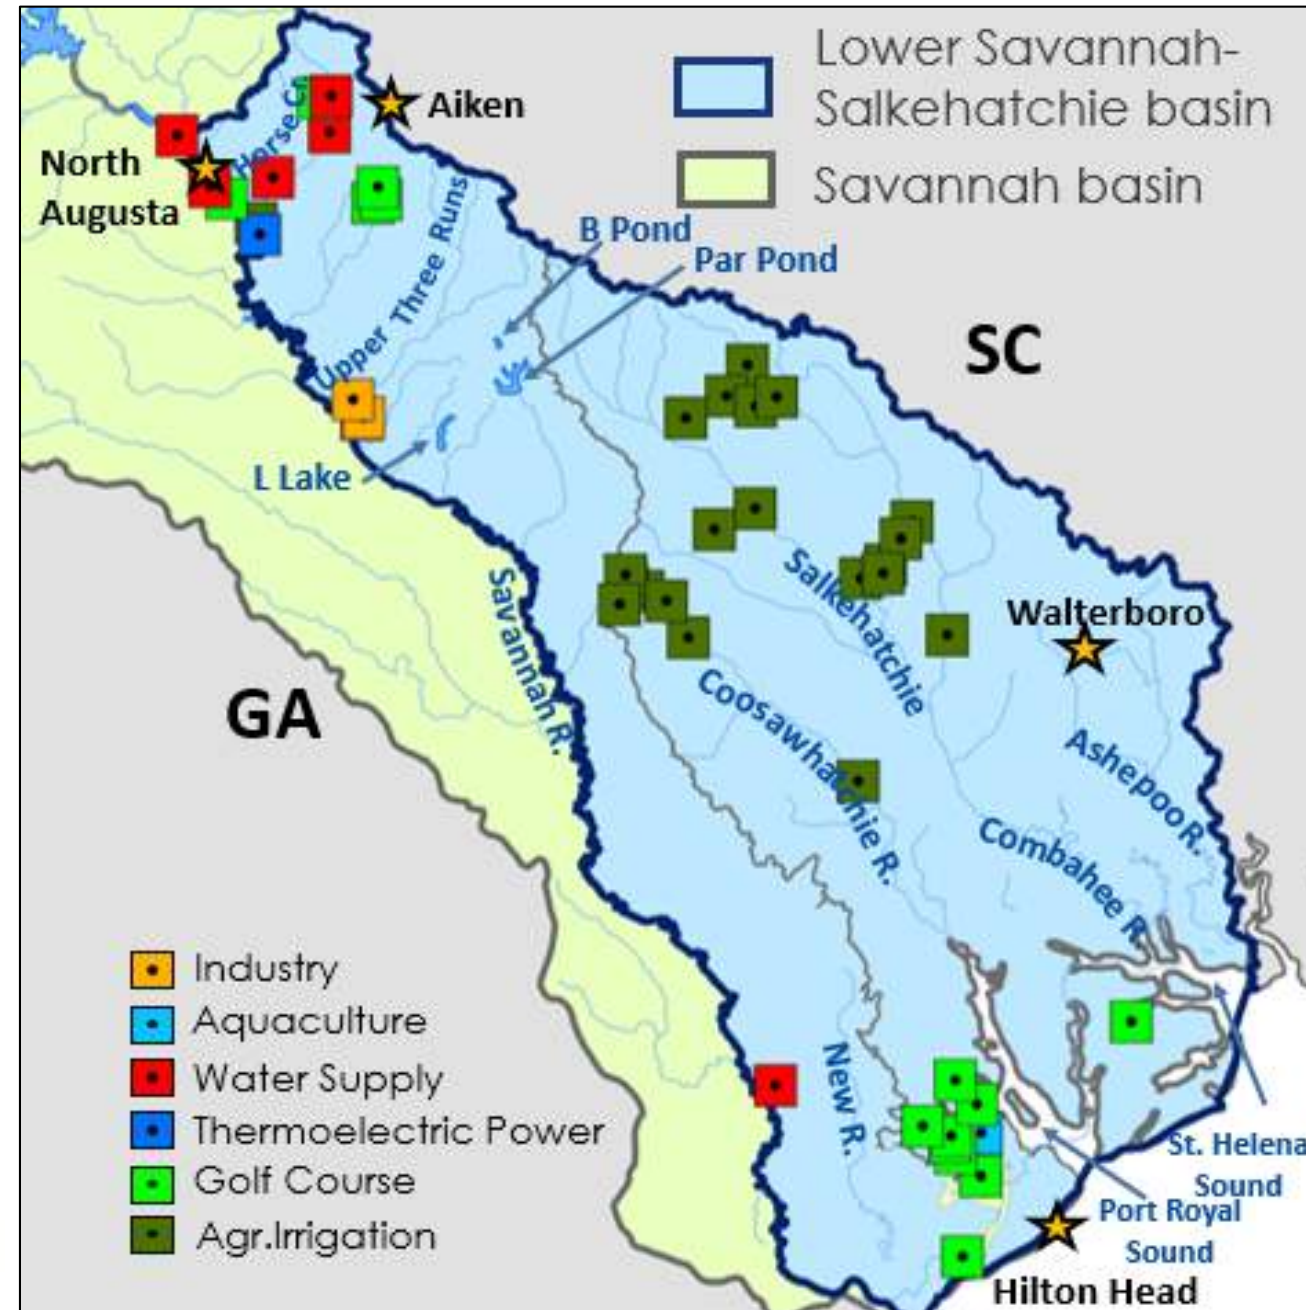 Lower Savannah-
Salkehatchie basin
Savannah basin
Aiken
North
Augusta
Horse Cr.
Upper Three Runs
B Pond
Par Pond
SC
L Lake
Savannah R.
Salkehatchie
Walterboro
GA
Coosawhatchie R.
Ashepoo R.
Combahee R.
Industry
Aquaculture
Water Supply
Thermoelectric Power
Golf Course
Agr.Irrigation
New R.
St. Helena
Sound
Port Royal
Sound
Hilton Head